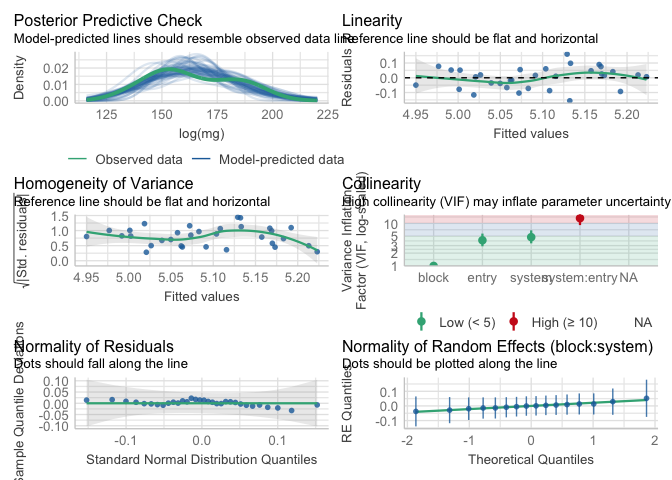 Posterior Predictive Check
Model-predicted lines should resemble observed data line
Density
0.02
0.01
0.00
125
150
175
200
225
log(mg)
Observed data
Model-predicted data
Linearity
Reference line should be flat and horizontal
Residuals
0.1
0.0
-0.1
4.95
5.00
5.05
5.10
5.15
5.20
Fitted values
Homogeneity of Variance
Reference line should be flat and horizontal
√|Std. residuals|
1.5
1.0
0.5
0.0
4.95
5.00
5.05
5.10
5.15
5.20
Fitted values
Collinearity
High collinearity (VIF) may inflate parameter uncertainty
Variance Inflation
Factor (VIF, log-scaled)
10
5
3
2
1
block
entry
system
system:entry
NA
Low (< 5)
High (≥ 10)
NA
Normality of Residuals
Dots should fall along the line
Sample Quantile Deviations
0.10
0.05
0.00
-0.05
-0.10
-0.1
0.0
0.1
Standard Normal Distribution Quantiles
Normality of Random Effects (block:system)
Dots should be plotted along the line
RE Quantiles
0.1
0.0
-0.1
-2
-1
0
1
2
Theoretical Quantiles